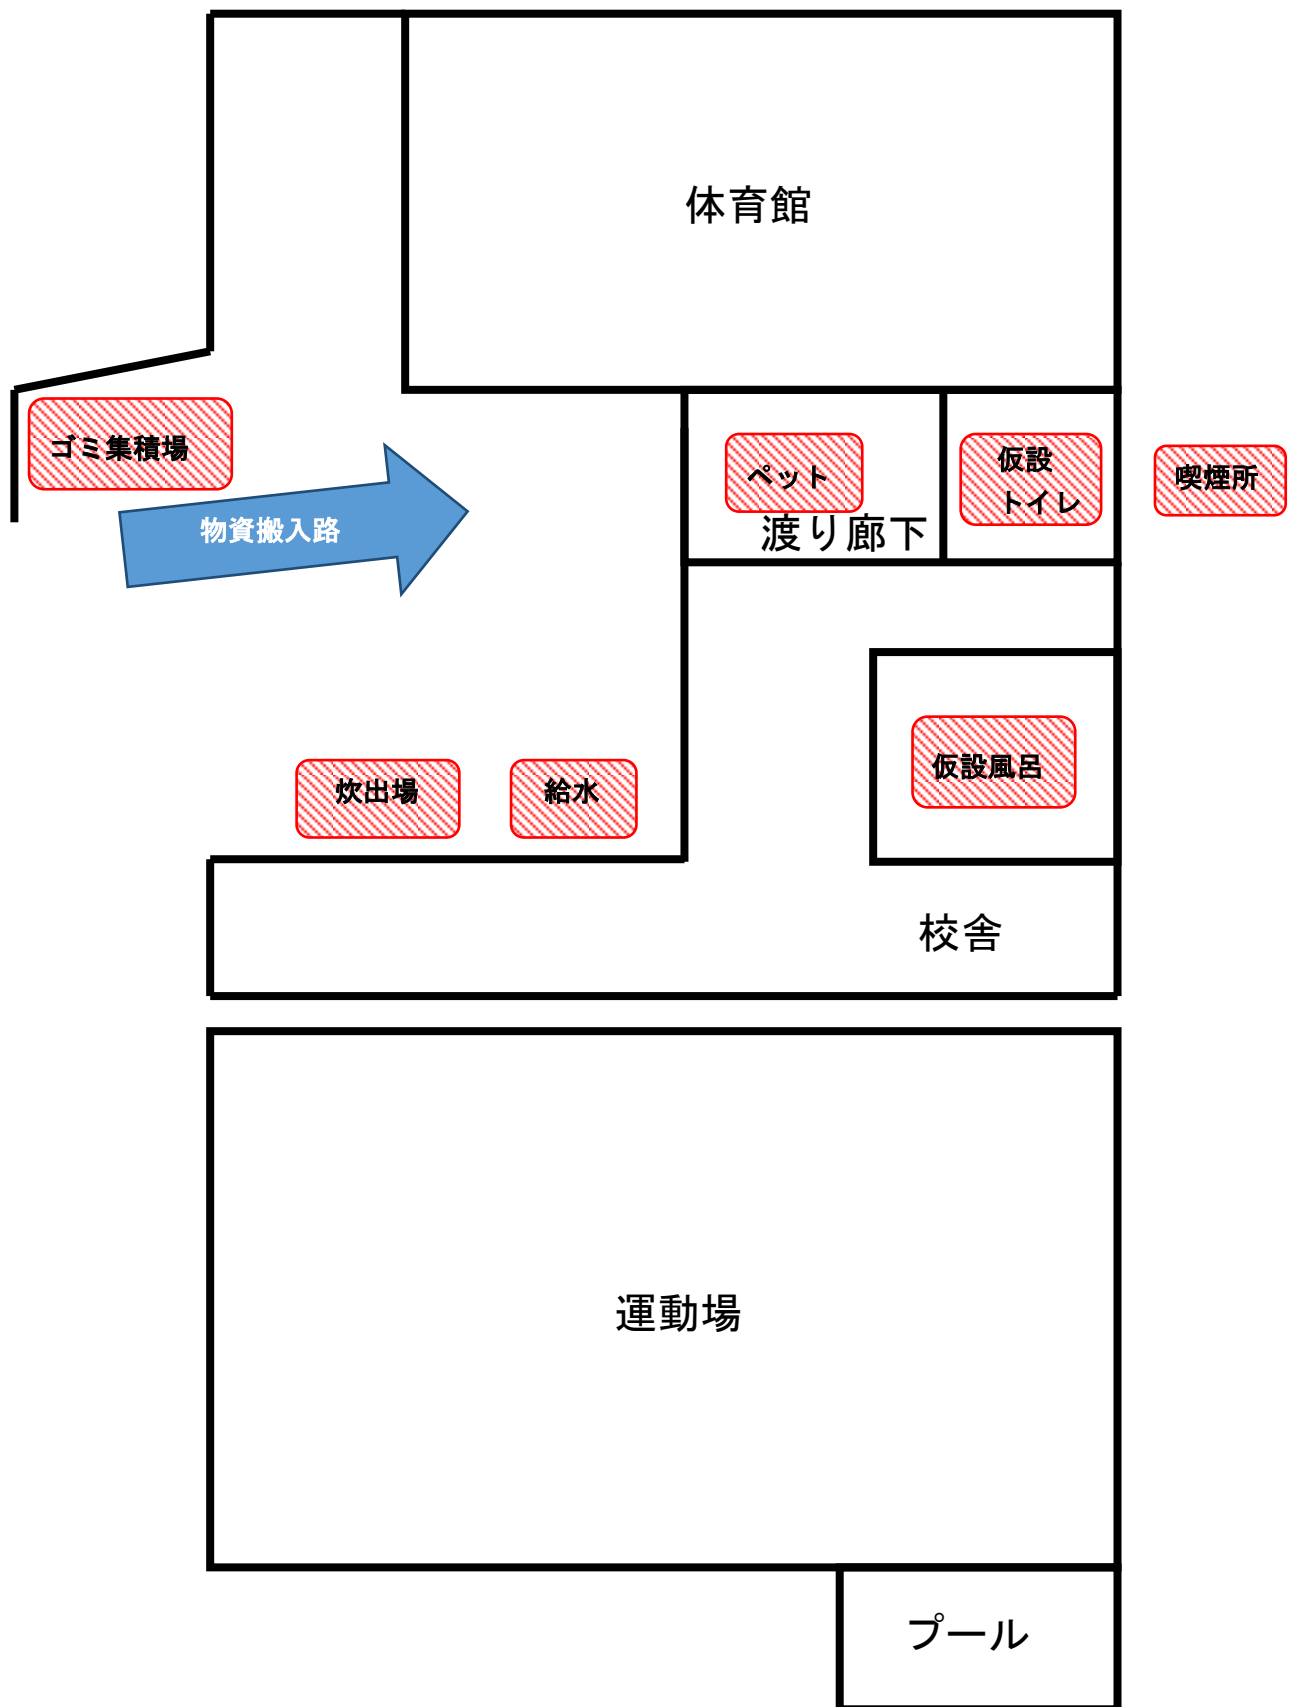 体育館
ゴミ集積場
物資搬入路
ペット
渡り廊下
仮設
トイレ
喫煙所
仮設風呂
炊出場
給水
校舎
運動場
プール